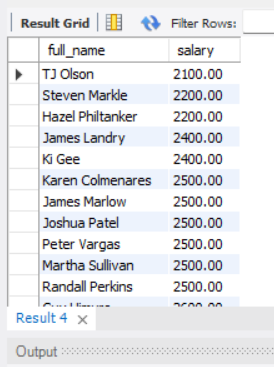 Result Grid Filter Rows:
full_name salary
TJ Olson 2100.00
Steven Markle 2200.00
Hazel Philtanker 2200.00
James Landry 2400.00
Ki Gee 2400.00
Karen Colmenares 2500.00
James Marlow 2500.00
Joshua Patel 2500.00
Peter Vargas 2500.00
Martha Sullivan 2500.00
Randall Perkins 2500.00
2600.00
Result 4 ×
Output